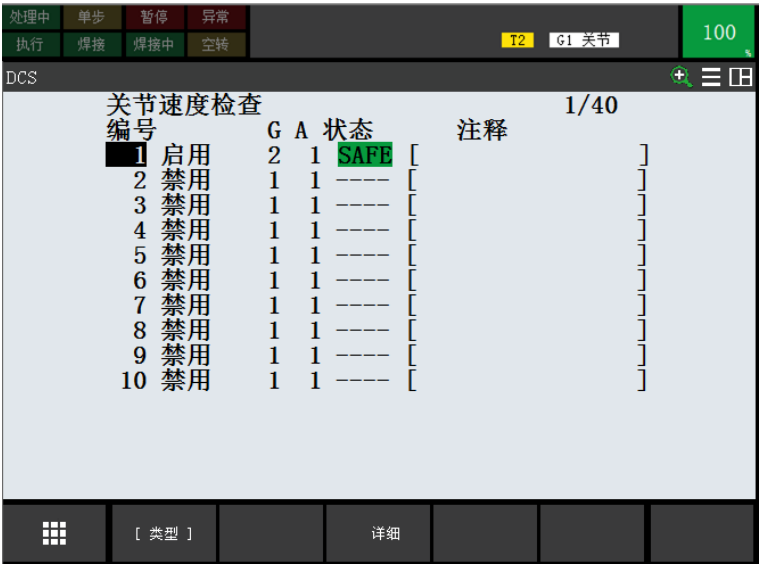 处理中 单步 暂停 异常
执行 焊接 焊接中 空转 T2 G1 关节 100 %
DCS
关节速度检查 1/40
编号 G A 状态 注释
1 启用 2 1 SAFE [ ]
2 禁用 1 1 ---- [ ]
3 禁用 1 1 ---- [ ]
4 禁用 1 1 ---- [ ]
5 禁用 1 1 ---- [ ]
6 禁用 1 1 ---- [ ]
7 禁用 1 1 ---- [ ]
8 禁用 1 1 ---- [ ]
9 禁用 1 1 ---- [ ]
10 禁用 1 1 ---- [ ]
[ 类型 ] 详细